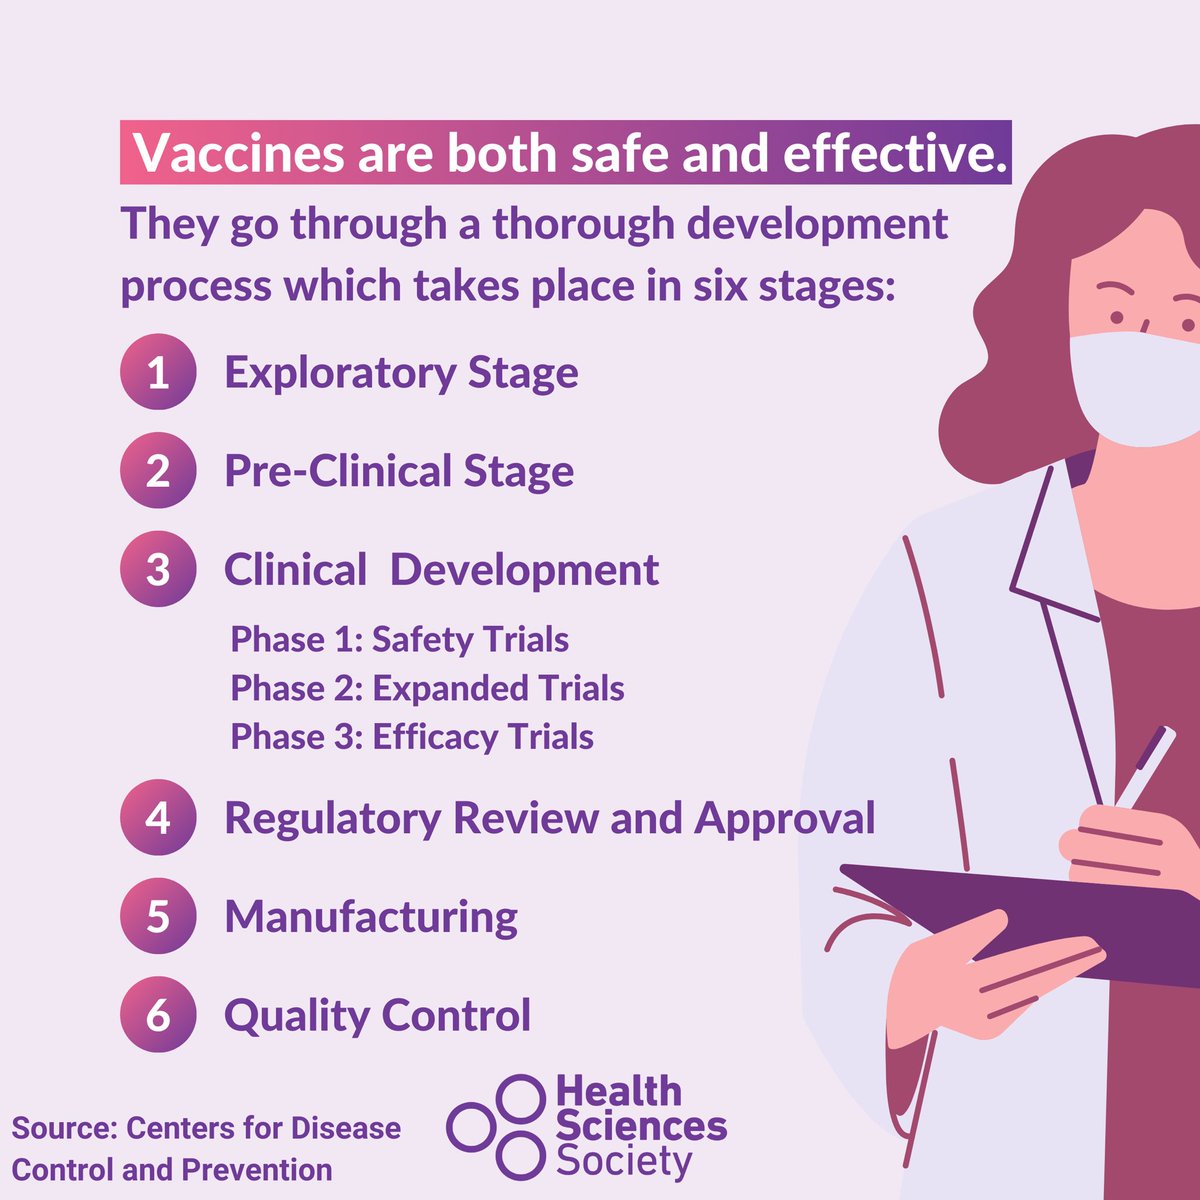 Vaccines are both safe and effective.
They go through a thorough development
process which takes place in six stages:
1 Exploratory Stage
2 Pre-Clinical Stage
3 Clinical Development
Phase 1: Safety Trials
Phase 2: Expanded Trials
Phase 3: Efficacy Trials
4 Regulatory Review and Approval
5 Manufacturing
6 Quality Control
Source: Centers for Disease
Control and Prevention
Health
Sciences
Society